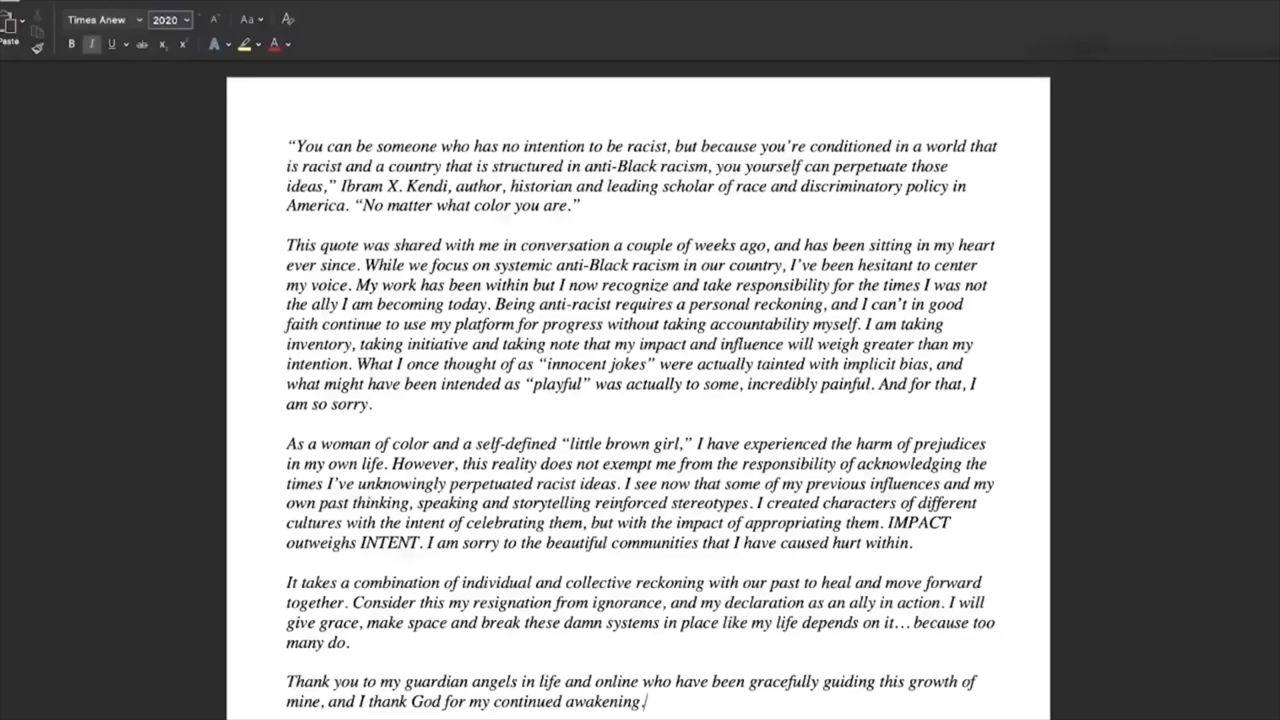 Paste
Times Anew 2020 A Aa A
B I U ab x x A A
“You can be someone who has no intention to be racist, but because you’re conditioned in a world that
is racist and a country that is structured in anti-Black racism, you yourself can perpetuate those
ideas,” Ibram X. Kendi, author, historian and leading scholar of race and discriminatory policy in
America. “No matter what color you are.”
This quote was shared with me in conversation a couple of weeks ago, and has been sitting in my heart
ever since. While we focus on systemic anti-Black racism in our country, I’ve been hesitant to center
my voice. My work has been within but I now recognize and take responsibility for the times I was not
the ally I am becoming today. Being anti-racist requires a personal reckoning, and I can’t in good
faith continue to use my platform for progress without taking accountability myself. I am taking
inventory, taking initiative and taking note that my impact and influence will weigh greater than my
intention. What I once thought of as “innocent jokes” were actually tainted with implicit bias, and
what might have been intended as “playful” was actually to some, incredibly painful. And for that, I
am so sorry.
As a woman of color and a self-defined “little brown girl,” I have experienced the harm of prejudices
in my own life. However, this reality does not exempt me from the responsibility of acknowledging the
times I’ve unknowingly perpetuated racist ideas. I see now that some of my previous influences and my
own past thinking, speaking and storytelling reinforced stereotypes. I created characters of different
cultures with the intent of celebrating them, but with the impact of appropriating them. IMPACT
outweighs INTENT. I am sorry to the beautiful communities that I have caused hurt within.
It takes a combination of individual and collective reckoning with our past to heal and move forward
together. Consider this my resignation from ignorance, and my declaration as an ally in action. I will
give grace, make space and break these damn systems in place like my life depends on it… because too
many do.
Thank you to my guardian angels in life and online who have been gracefully guiding this growth of
mine, and I thank God for my continued awakening.